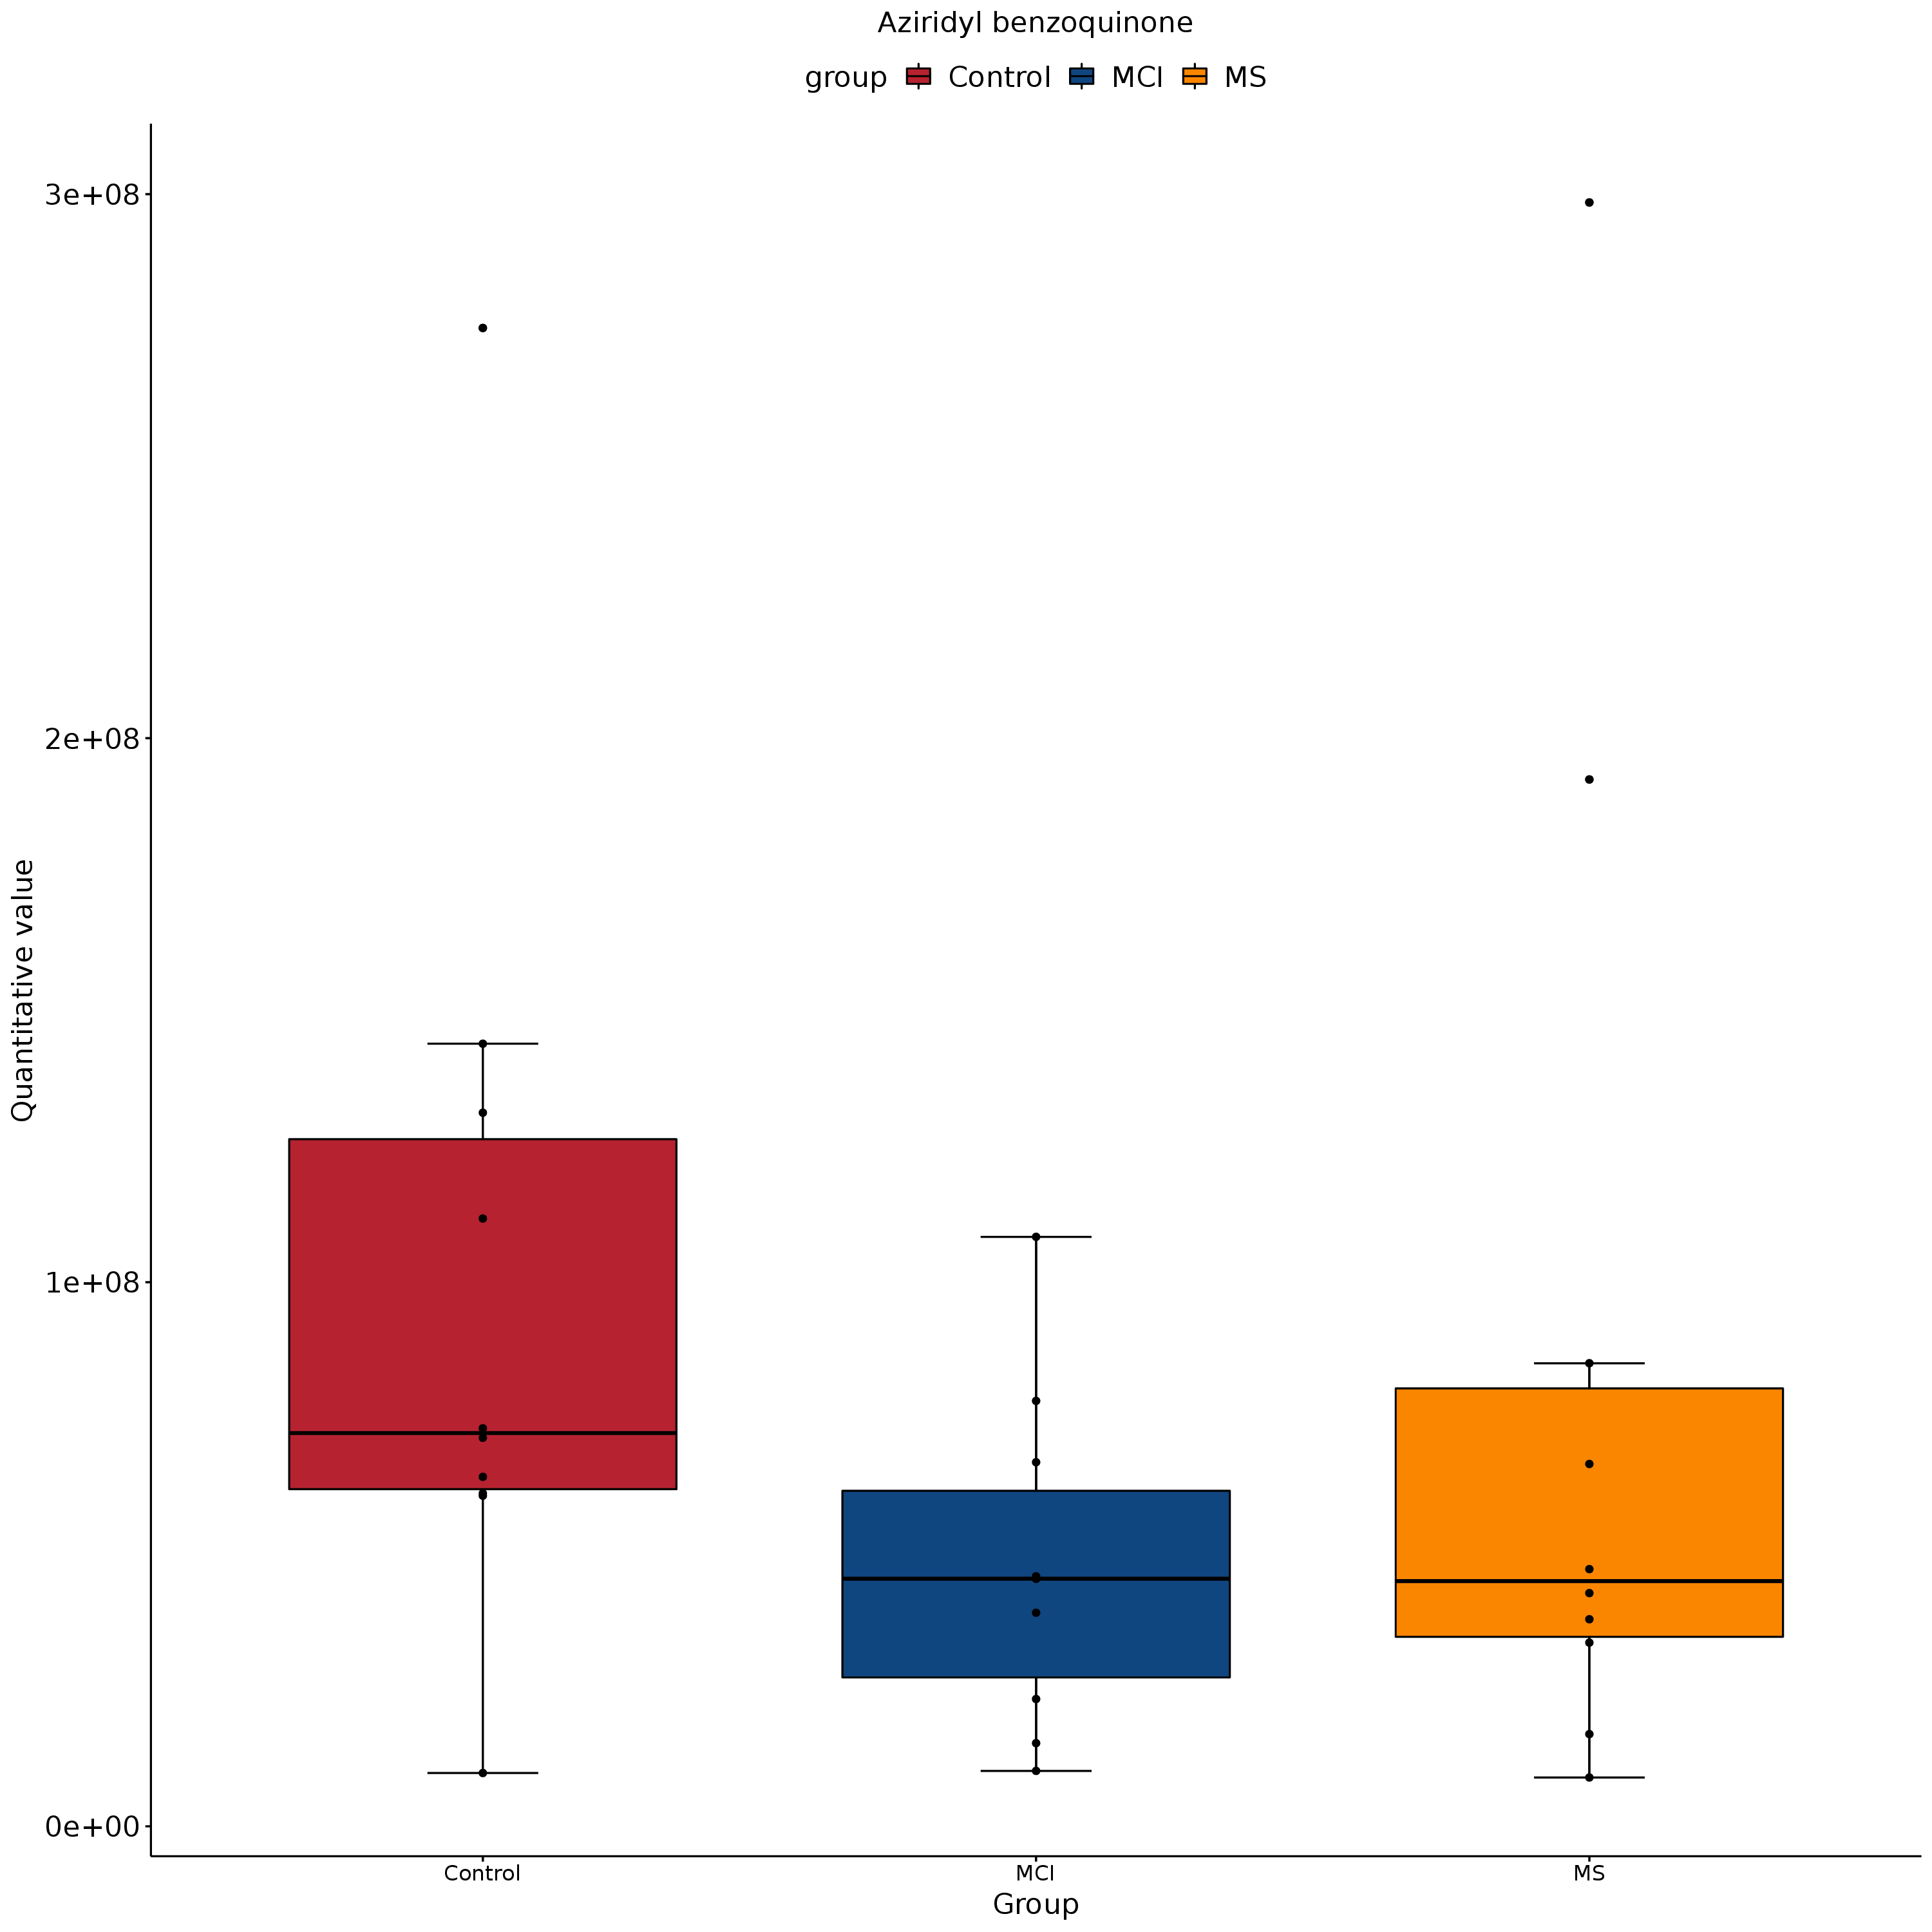 Aziridyl benzoquinone
group Control MCI MS
3e+08
2e+08
1e+08
0e+00
Quantitative value
Control MCI MS
Group